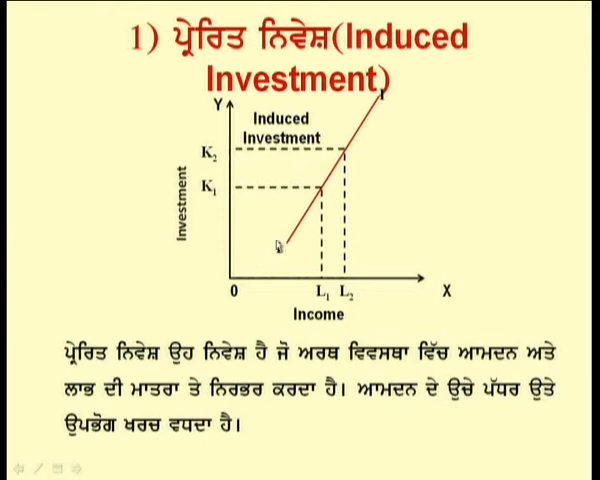 1) ਪ੍ਰੇਰਿਤ ਨਿਵੇਸ਼(Induced
Investment)
Y
I
Induced
Investment
K₂
K₁
Investment
0
L₁ L₂
X
Income
ਪ੍ਰੇਰਿਤ ਨਿਵੇਸ਼ ਉਹ ਨਿਵੇਸ਼ ਹੈ ਜੋ ਅਰਥ ਵਿਵਸਥਾ ਵਿੱਚ ਆਮਦਨ ਅਤੇ
ਲਾਭ ਦੀ ਮਾਤਰਾ ਤੇ ਨਿਰਭਰ ਕਰਦਾ ਹੈ। ਆਮਦਨ ਦੇ ਉਚੇ ਪੱਧਰ ਉਤੇ
ਉਪਭੋਗ ਖਰਚ ਵਧਦਾ ਹੈ।